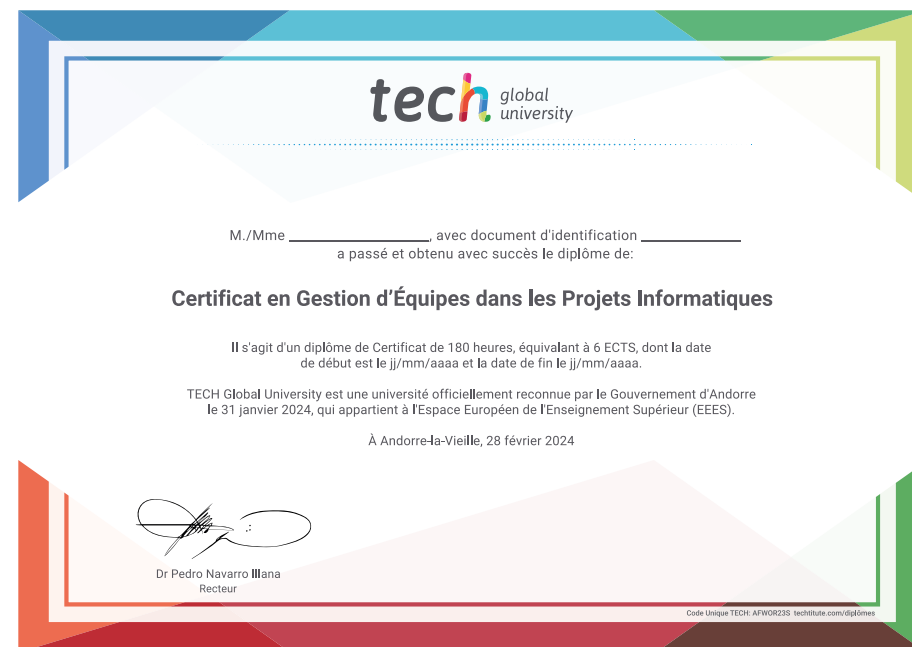 tech global university
M./Mme , avec document d'identification
a passé et obtenu avec succès le diplôme de:
Certificat en Gestion d'Équipes dans les Projets Informatiques
Il s'agit d'un diplôme de Certificat de 180 heures, équivalant à 6 ECTS, dont la date
de début est le jj/mm/aaaa et la date de fin le jj/mm/aaaa.
TECH Global University est une université officiellement reconnue par le Gouvernement d'Andorre
le 31 janvier 2024, qui appartient à l'Espace Européen de l'Enseignement Supérieur (EEES).
À Andorre-la-Vieille, 28 février 2024
Dr Pedro Navarro Illana
Recteur
Code Unique TECH: AFWOR23S techtitute.com/diplômes